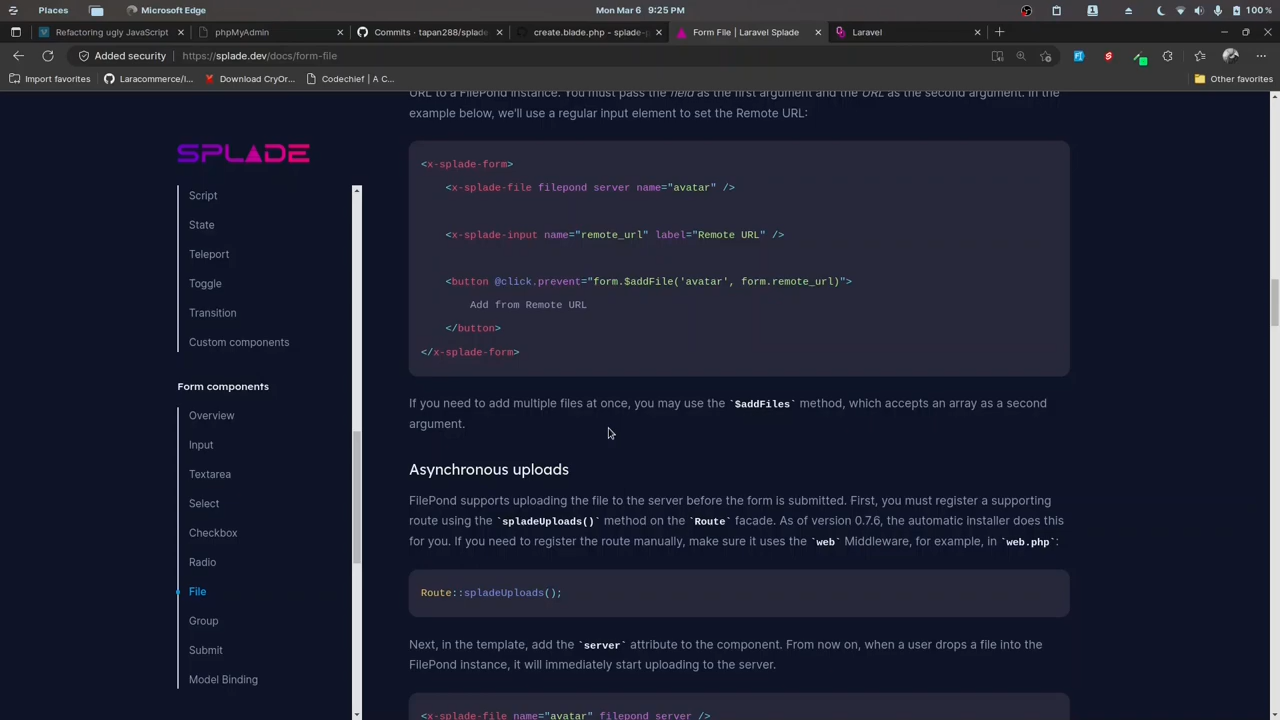 Places
Microsoft Edge
Mon Mar 6 9:25 PM
100 %
Refactoring ugly JavaScript
phpMyAdmin
Commits · tapan288/splade
create.blade.php - splade-p
Form File | Laravel Splade
Laravel
Added security
https://splade.dev/docs/form-file
Import favorites
Laracommerce/l...
Download CryOr...
Codechief | A C...
Other favorites
URL to a FilePond instance. You must pass the field as the first argument and the URL as the second argument. In the
example below, we'll use a regular input element to set the Remote URL:
<x-splade-form>
<x-splade-file filepond server name="avatar" />
<x-splade-input name="remote_url" label="Remote URL" />
<button @click.prevent="form.$addFile('avatar', form.remote_url)">
Add from Remote URL
</button>
</x-splade-form>
If you need to add multiple files at once, you may use the `$addFiles` method, which accepts an array as a second
argument.
Asynchronous uploads
FilePond supports uploading the file to the server before the form is submitted. First, you must register a supporting
route using the `spladeUploads()` method on the `Route` facade. As of version 0.7.6, the automatic installer does this
for you. If you need to register the route manually, make sure it uses the `web` Middleware, for example, in `web.php`:
Route::spladeUploads();
Next, in the template, add the `server` attribute to the component. From now on, when a user drops a file into the
FilePond instance, it will immediately start uploading to the server.
<x-splade-file name="avatar" filepond server />
SPLADE
Script
State
Teleport
Toggle
Transition
Custom components
Form components
Overview
Input
Textarea
Select
Checkbox
Radio
File
Group
Submit
Model Binding